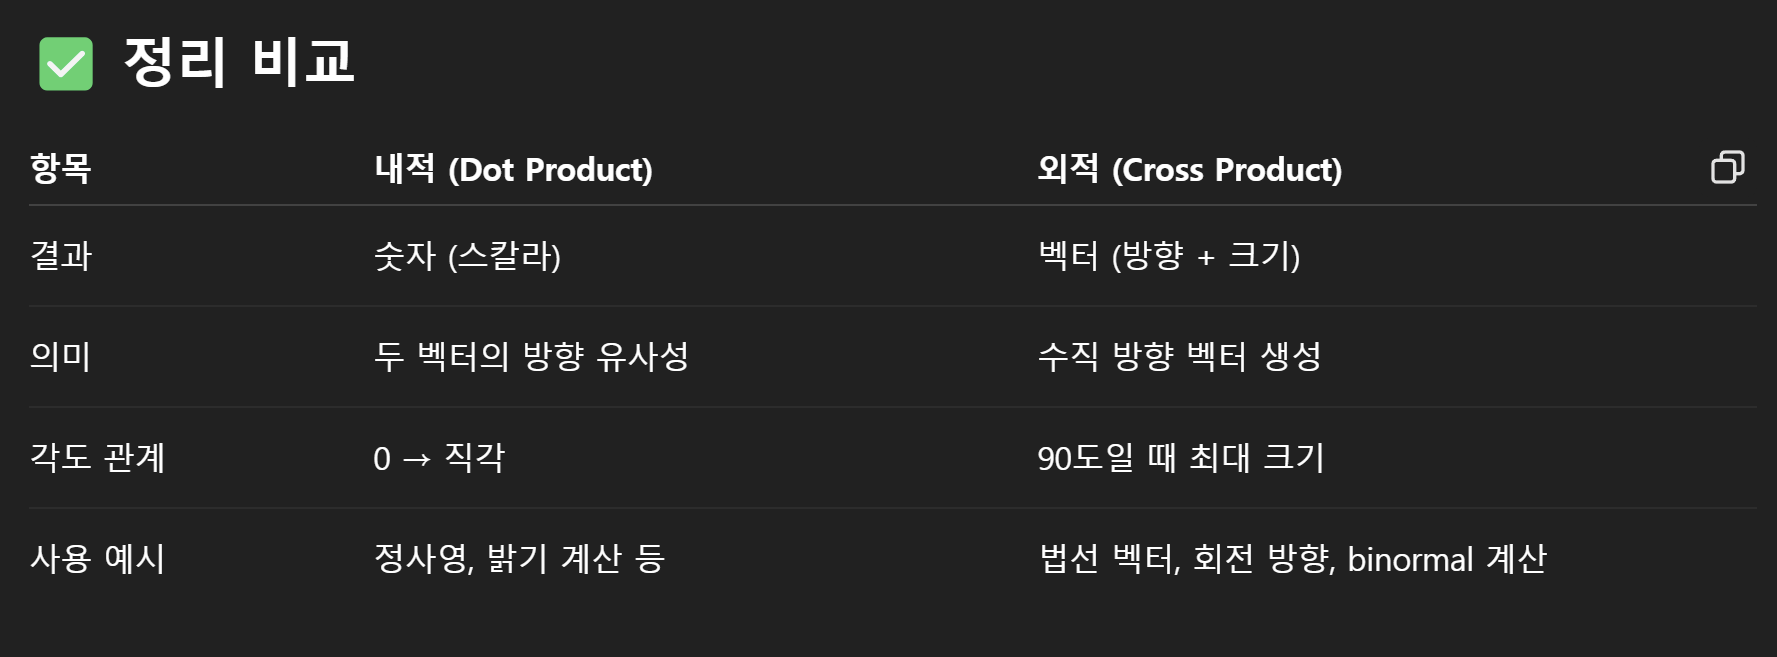 ✅ 정리 비교
항목 내적 (Dot Product) 외적 (Cross Product)
결과 숫자 (스칼라) 벡터 (방향 + 크기)
의미 두 벡터의 방향 유사성 수직 방향 벡터 생성
각도 관계 0 → 직각 90도일 때 최대 크기
사용 예시 정사영, 밝기 계산 등 법선 벡터, 회전 방향, binormal 계산